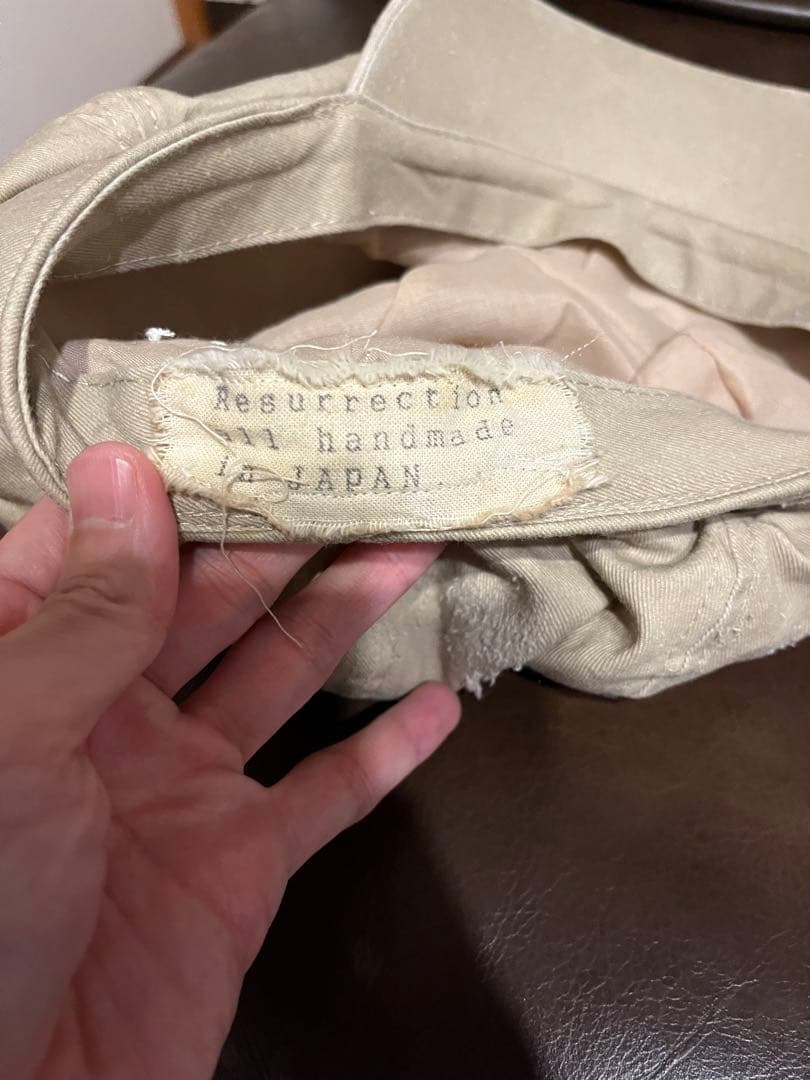 Resurrection
all handmade
in JAPAN.